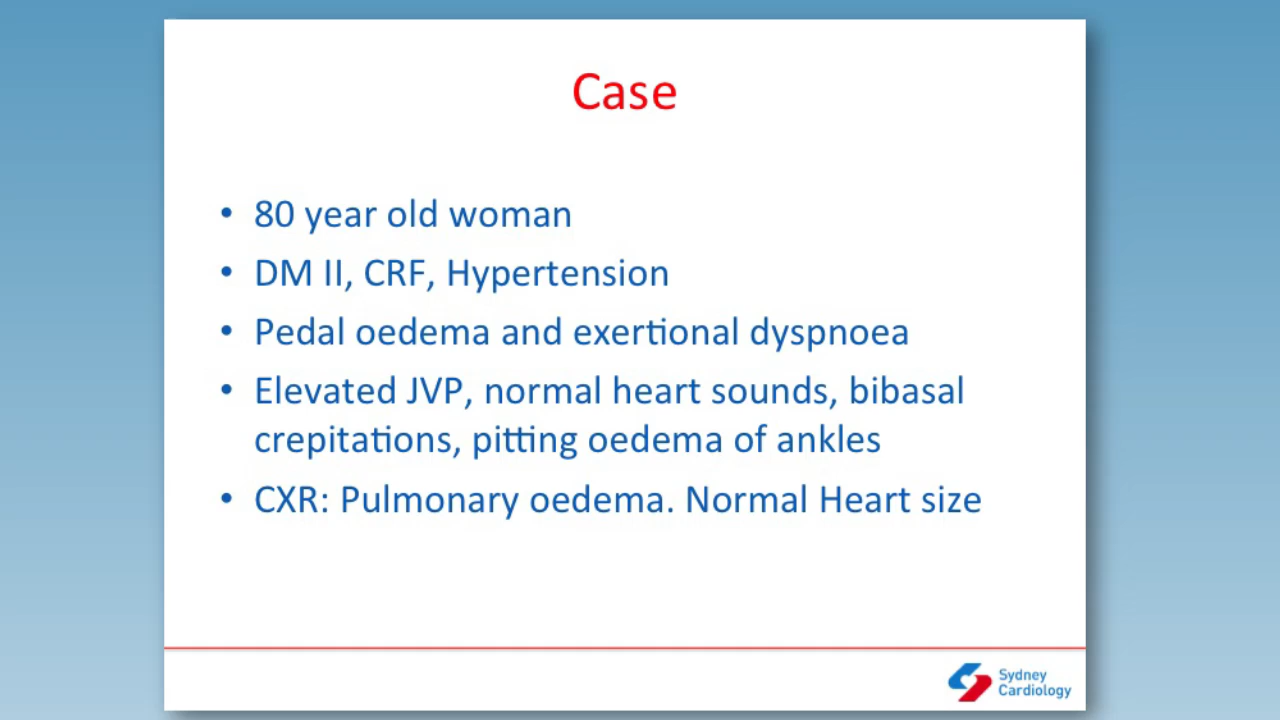 Case
• 80 year old woman
• DM II, CRF, Hypertension
• Pedal oedema and exertional dyspnoea
• Elevated JVP, normal heart sounds, bibasal
crepitations, pitting oedema of ankles
• CXR: Pulmonary oedema. Normal Heart size
Sydney
Cardiology